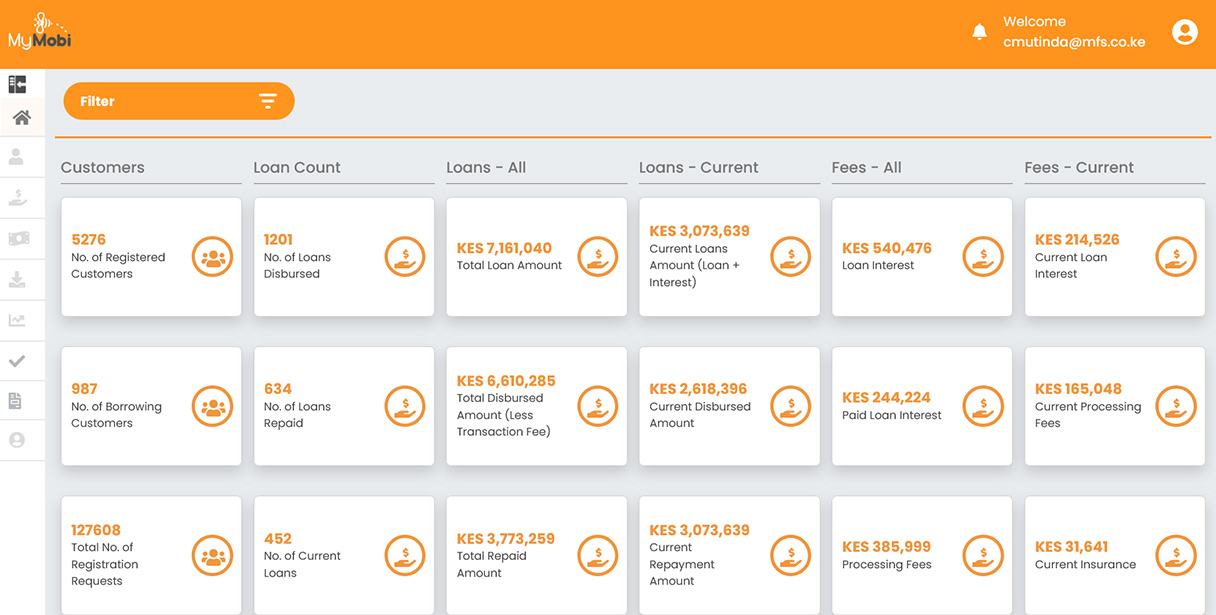 MyMobi
Welcome
cmutinda@mfs.co.ke
Filter
Customers
Loan Count
Loans - All
Loans - Current
Fees - All
Fees - Current
5276
No. of Registered
Customers
1201
No. of Loans
Disbursed
KES 7,161,040
Total Loan Amount
KES 3,073,639
Current Loans
Amount (Loan +
Interest)
KES 540,476
Loan Interest
KES 214,526
Current Loan
Interest
987
No. of Borrowing
Customers
634
No. of Loans
Repaid
KES 6,610,285
Total Disbursed
Amount (Less
Transaction Fee)
KES 2,618,396
Current Disbursed
Amount
KES 244,224
Paid Loan Interest
KES 165,048
Current Processing
Fees
127608
Total No. of
Registration
Requests
452
No. of Current
Loans
KES 3,773,259
Total Repaid
Amount
KES 3,073,639
Current
Repayment
Amount
KES 385,999
Processing Fees
KES 31,641
Current Insurance